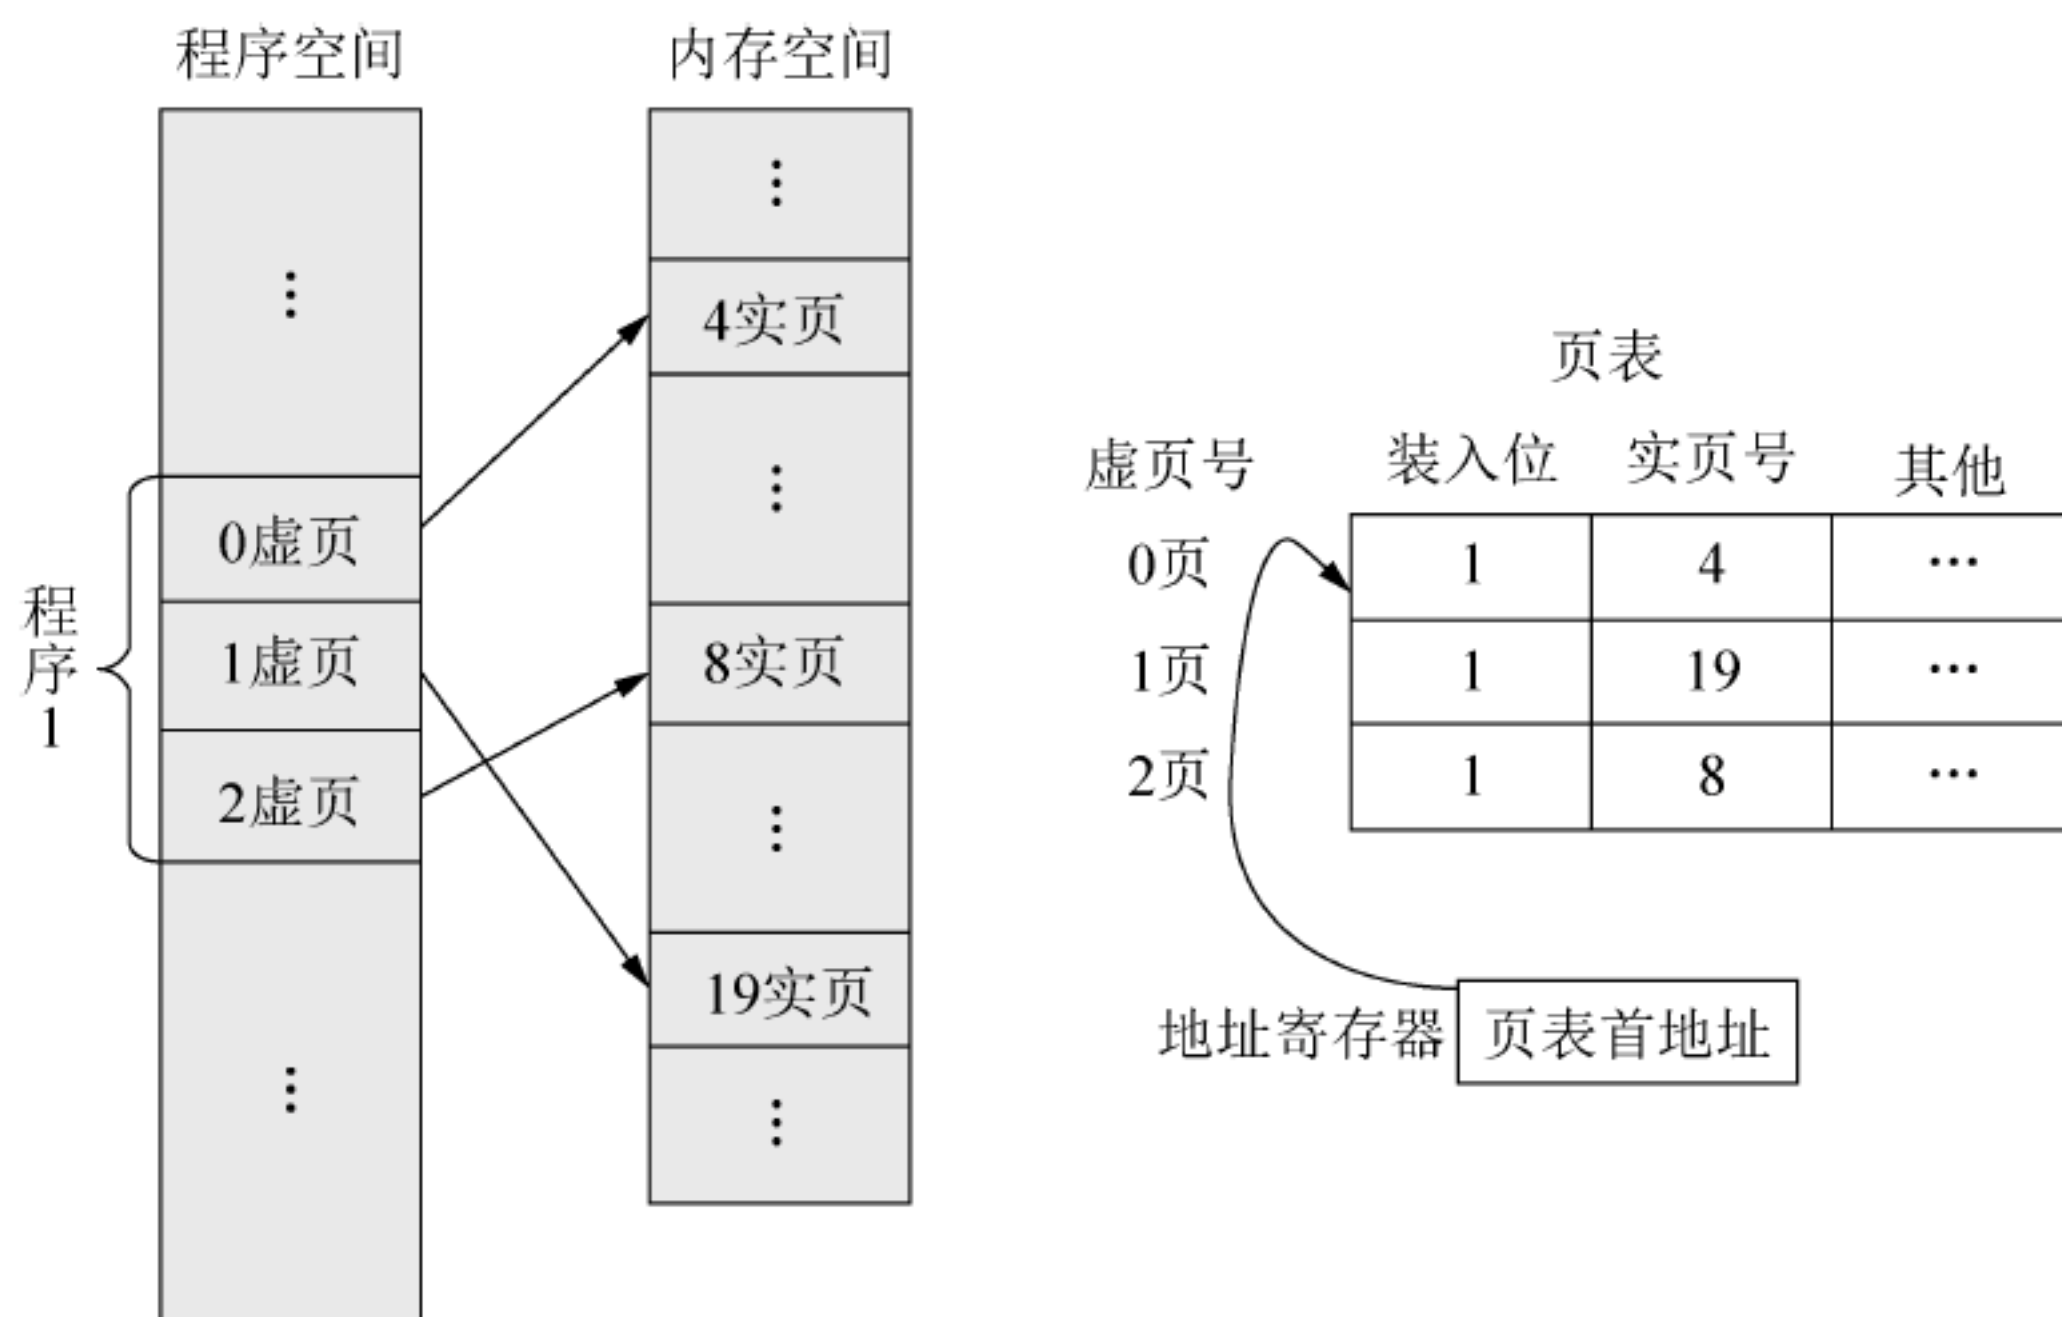 程序空间
⋮
程序1
0虚页
1虚页
2虚页
⋮
内存空间
⋮
4实页
⋮
8实页
⋮
19实页
⋮
页表
虚页号 装入位 实页号 其他
0页 1 4 …
1页 1 19 …
2页 1 8 …
地址寄存器 页表首地址